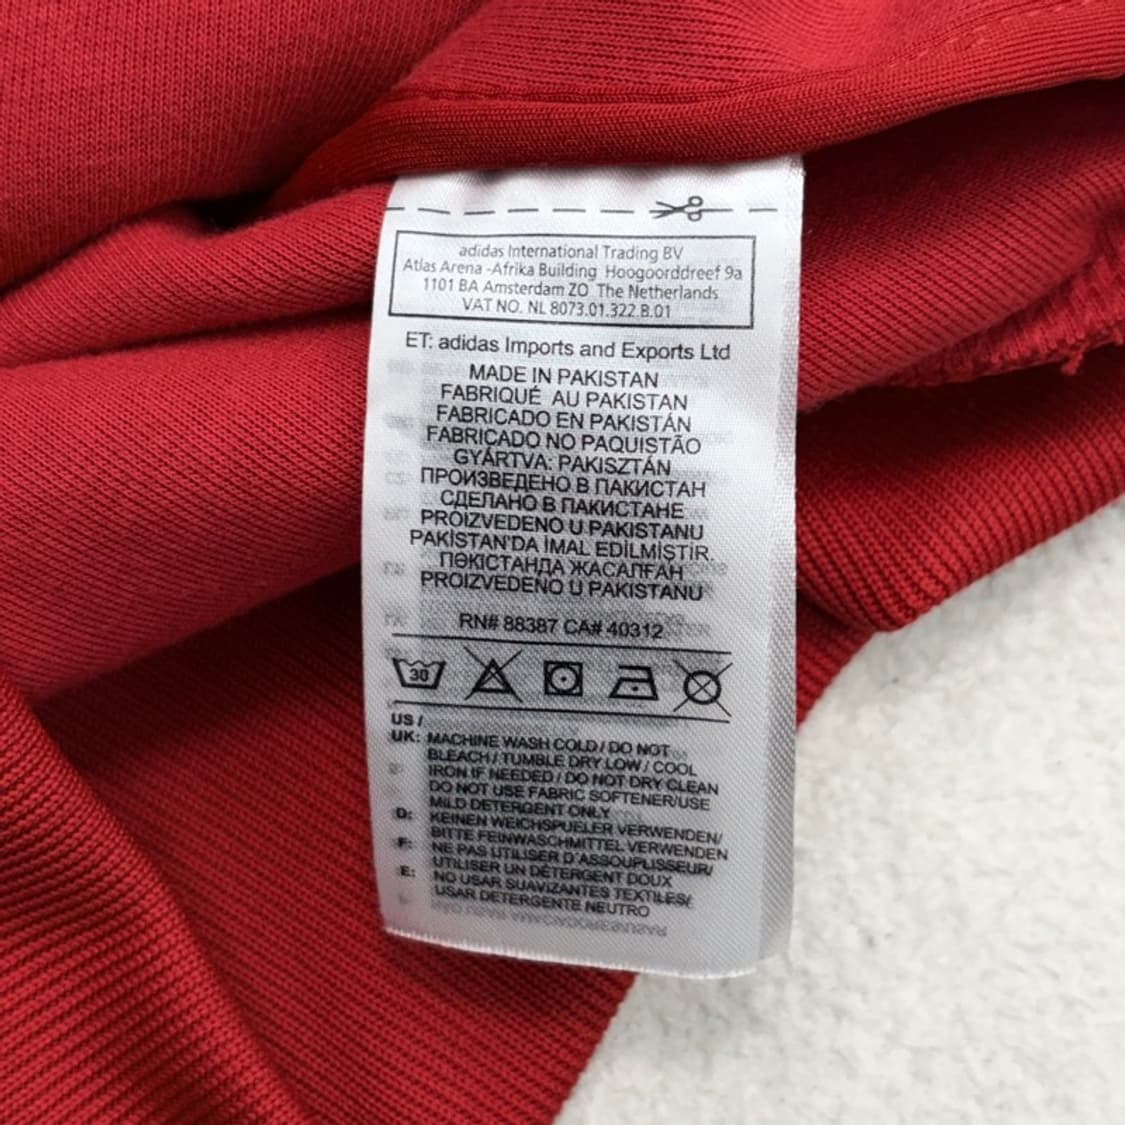 adidas International Trading BV
Atlas Arena -Afrika Building Hoogoorddreef 9a
1101 BA Amsterdam ZO The Netherlands
VAT NO. NL 8073.01.322.B.01
ET: adidas Imports and Exports Ltd
MADE IN PAKISTAN
FABRIQUÉ AU PAKISTAN
FABRICADO EN PAKISTÁN
FABRICADO NO PAQUISTÃO
GYÁRTVA: PAKISZTÁN
ПРОИЗВЕДЕНО В ПАКИСТАН
СДЕЛАНО В ПАКИСТАНЕ
PROIZVEDENO U PAKISTANU
PAKİSTAN'DA İMAL EDİLMİŞTİR.
ПӘКІСТАНДА ЖАСАЛҒАН
PROIZVEDENO U PAKISTANU
RN# 88387 CA# 40312
30
US /
UK: MACHINE WASH COLD / DO NOT
BLEACH / TUMBLE DRY LOW / COOL
IRON IF NEEDED / DO NOT DRY CLEAN
DO NOT USE FABRIC SOFTENER/USE
MILD DETERGENT ONLY
D: KEINEN WEICHSPUELER VERWENDEN/
BITTE FEINWASCHMITTEL VERWENDEN
F: NE PAS UTILISER D'ASSOUPLISSEUR/
UTILISER UN DÉTERGENT DOUX
E: NO USAR SUAVIZANTES TEXTILES/
USAR DETERGENTE NEUTRO